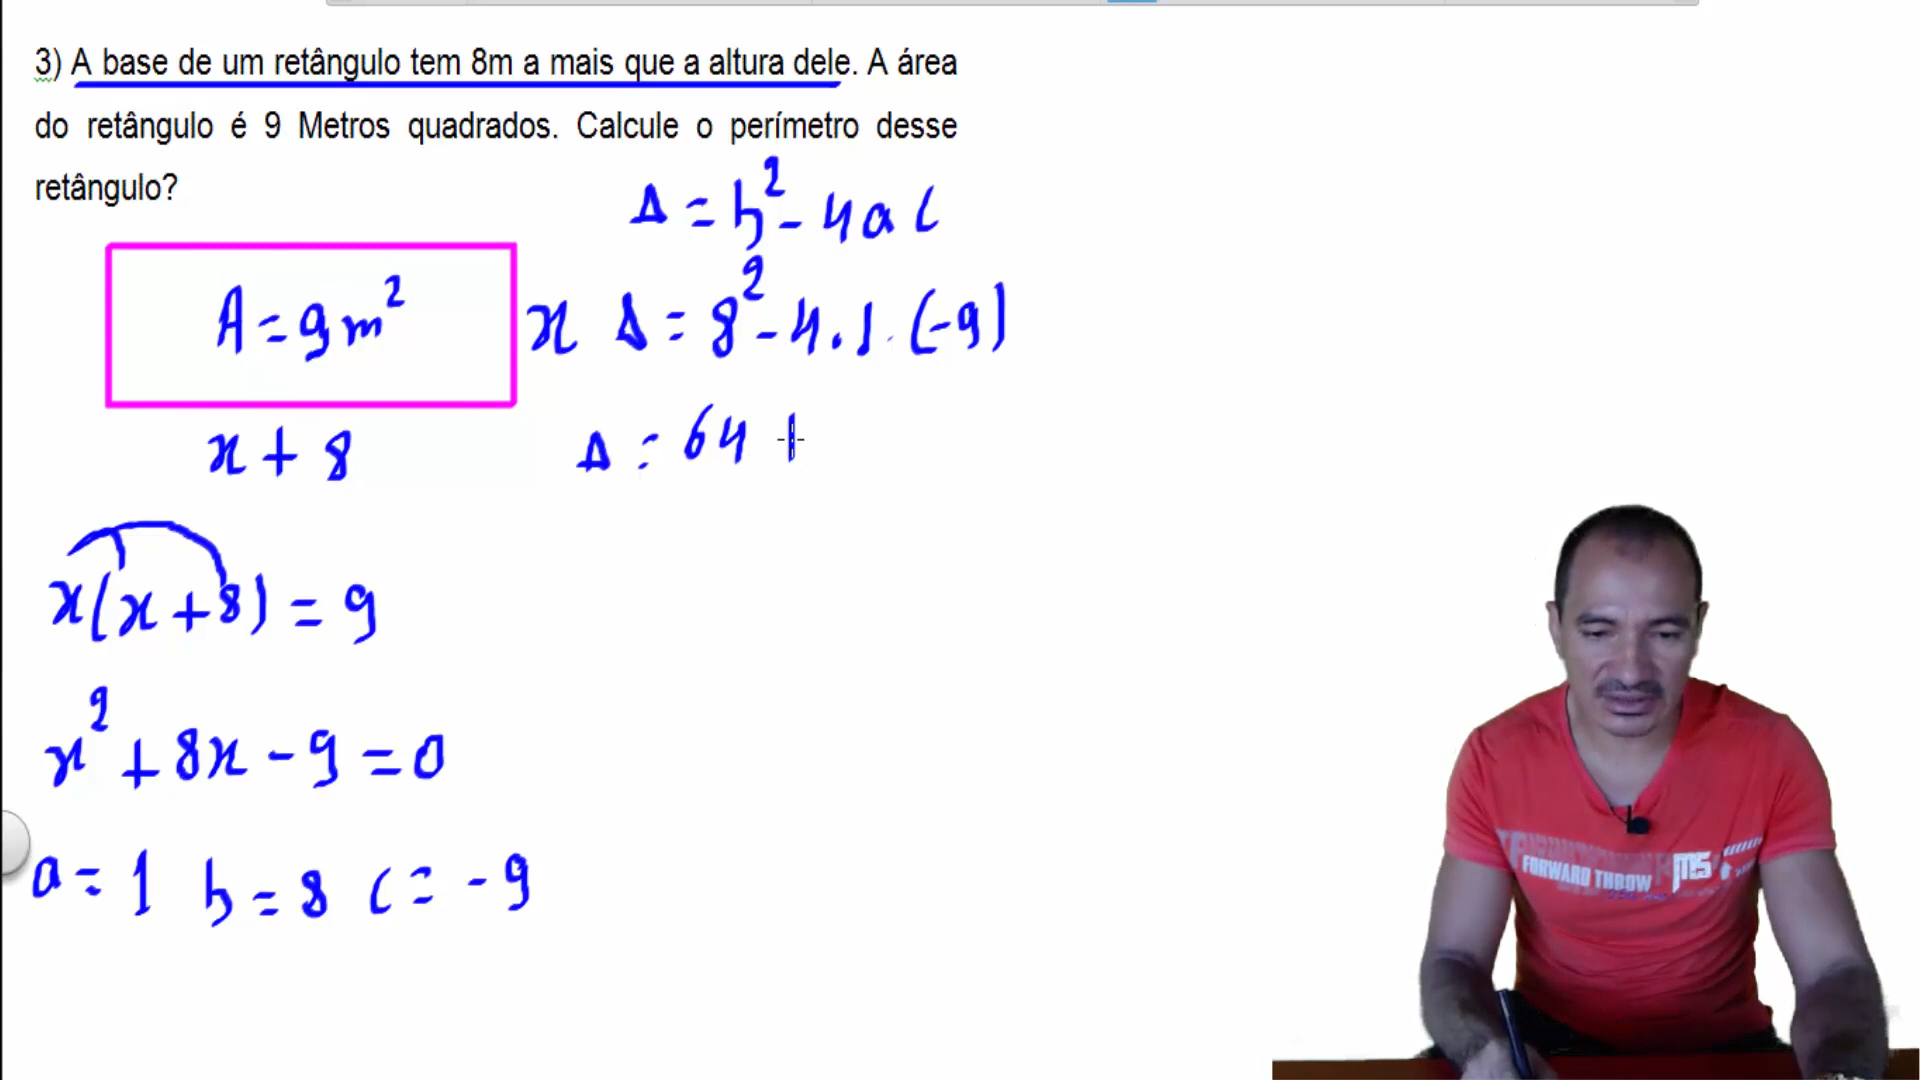 3) A base de um retângulo tem 8m a mais que a altura dele. A área
do retângulo é 9 Metros quadrados. Calcule o perímetro desse
retângulo?
Δ = b² - 4ac
A = 9m²
x
Δ = 8² - 4.1.(-9)
x + 8
Δ = 64 +
x(x + 8) = 9
x² + 8x - 9 = 0
a = 1 b = 8 c = -9
FORWARD THROW
MS